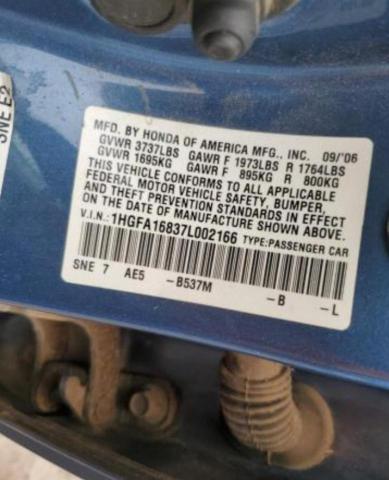 SNE E2
MFD. BY HONDA OF AMERICA MFG., INC. 09/'06
GVWR 3737LBS GAWR F 1973LBS R 1764LBS
GVWR 1695KG GAWR F 895KG R 800KG
THIS VEHICLE CONFORMS TO ALL APPLICABLE
FEDERAL MOTOR VEHICLE SAFETY, BUMPER,
AND THEFT PREVENTION STANDARDS IN EFFECT
ON THE DATE OF MANUFACTURE SHOWN ABOVE.
V.I.N.: 1HGFA16837L002166 TYPE:PASSENGER CAR
SNE 7 AE5 -B537M -B -L